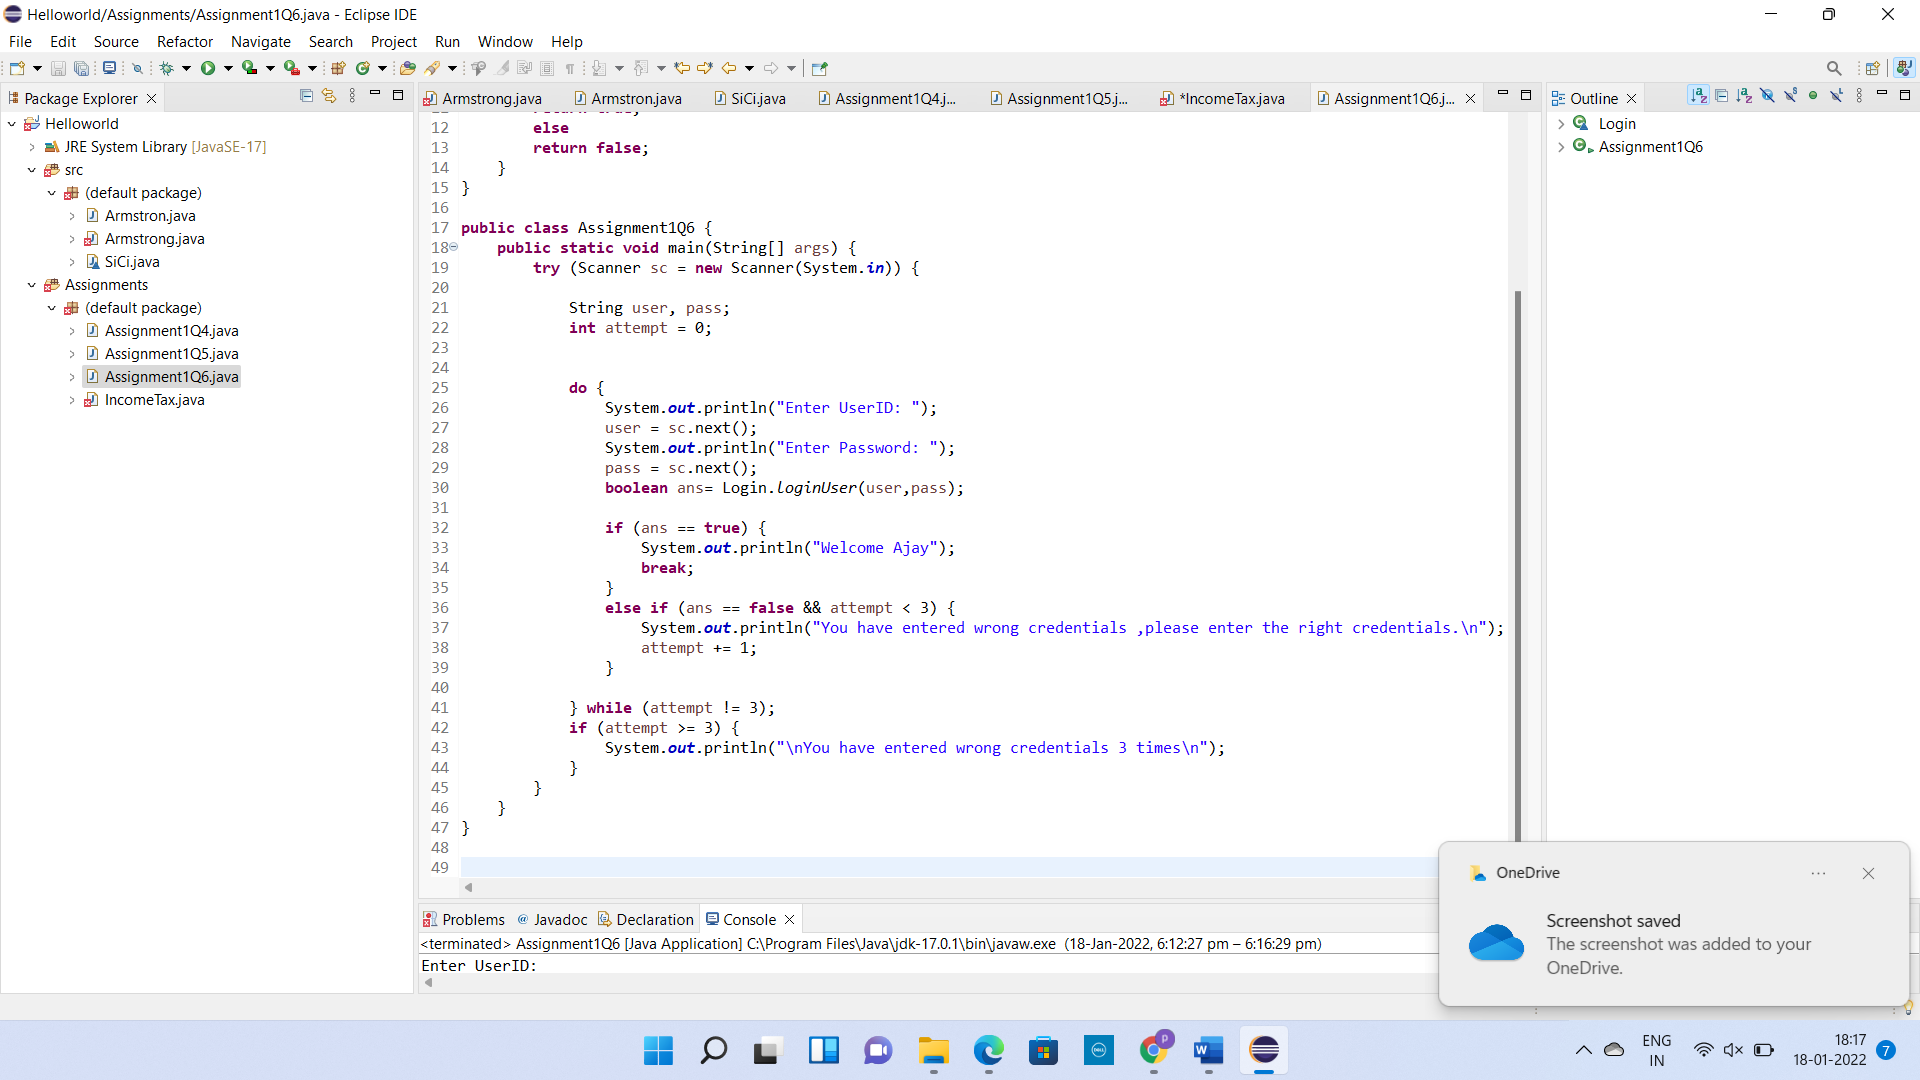 Helloworld/Assignments/Assignment1Q6.java - Eclipse IDE
File Edit Source Refactor Navigate Search Project Run Window Help
Package Explorer
Helloworld
JRE System Library [JavaSE-17]
src
(default package)
Armstron.java
Armstrong.java
SiCi.java
Assignments
(default package)
Assignment1Q4.java
Assignment1Q5.java
Assignment1Q6.java
IncomeTax.java
Armstrong.java Armstron.java SiCi.java Assignment1Q4.j... Assignment1Q5.j... *IncomeTax.java Assignment1Q6.j...
12 else
13 return false;
14 }
15 }
16
17 public class Assignment1Q6 {
18 public static void main(String[] args) {
19 try (Scanner sc = new Scanner(System.in)) {
20
21 String user, pass;
22 int attempt = 0;
23
24
25 do {
26 System.out.println("Enter UserID: ");
27 user = sc.next();
28 System.out.println("Enter Password: ");
29 pass = sc.next();
30 boolean ans= Login.loginUser(user,pass);
31
32 if (ans == true) {
33 System.out.println("Welcome Ajay");
34 break;
35 }
36 else if (ans == false && attempt < 3) {
37 System.out.println("You have entered wrong credentials ,please enter the right credentials.\n");
38 attempt += 1;
39 }
40
41 } while (attempt != 3);
42 if (attempt >= 3) {
43 System.out.println("\nYou have entered wrong credentials 3 times\n");
44 }
45 }
46 }
47 }
48
49
Problems Javadoc Declaration Console
<terminated> Assignment1Q6 [Java Application] C:\Program Files\Java\jdk-17.0.1\bin\javaw.exe (18-Jan-2022, 6:12:27 pm – 6:16:29 pm)
Enter UserID:
Outline
Login
Assignment1Q6
OneDrive
Screenshot saved
The screenshot was added to your
OneDrive.
ENG
IN
18:17
18-01-2022
7